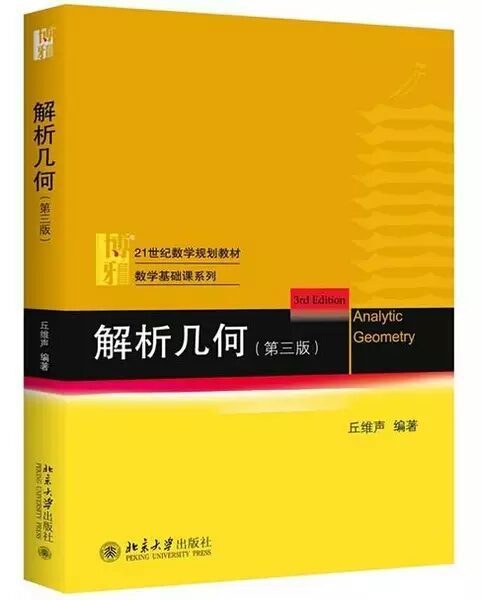 博雅
解析几何
(第三版)
丘维声 编著
北京大学出版社
PEKING UNIVERSITY PRESS
博雅
21世纪数学规划教材
数学基础课系列
3rd Edition
Analytic
Geometry
解析几何(第三版)
丘维声 编著
北京大学出版社
PEKING UNIVERSITY PRESS